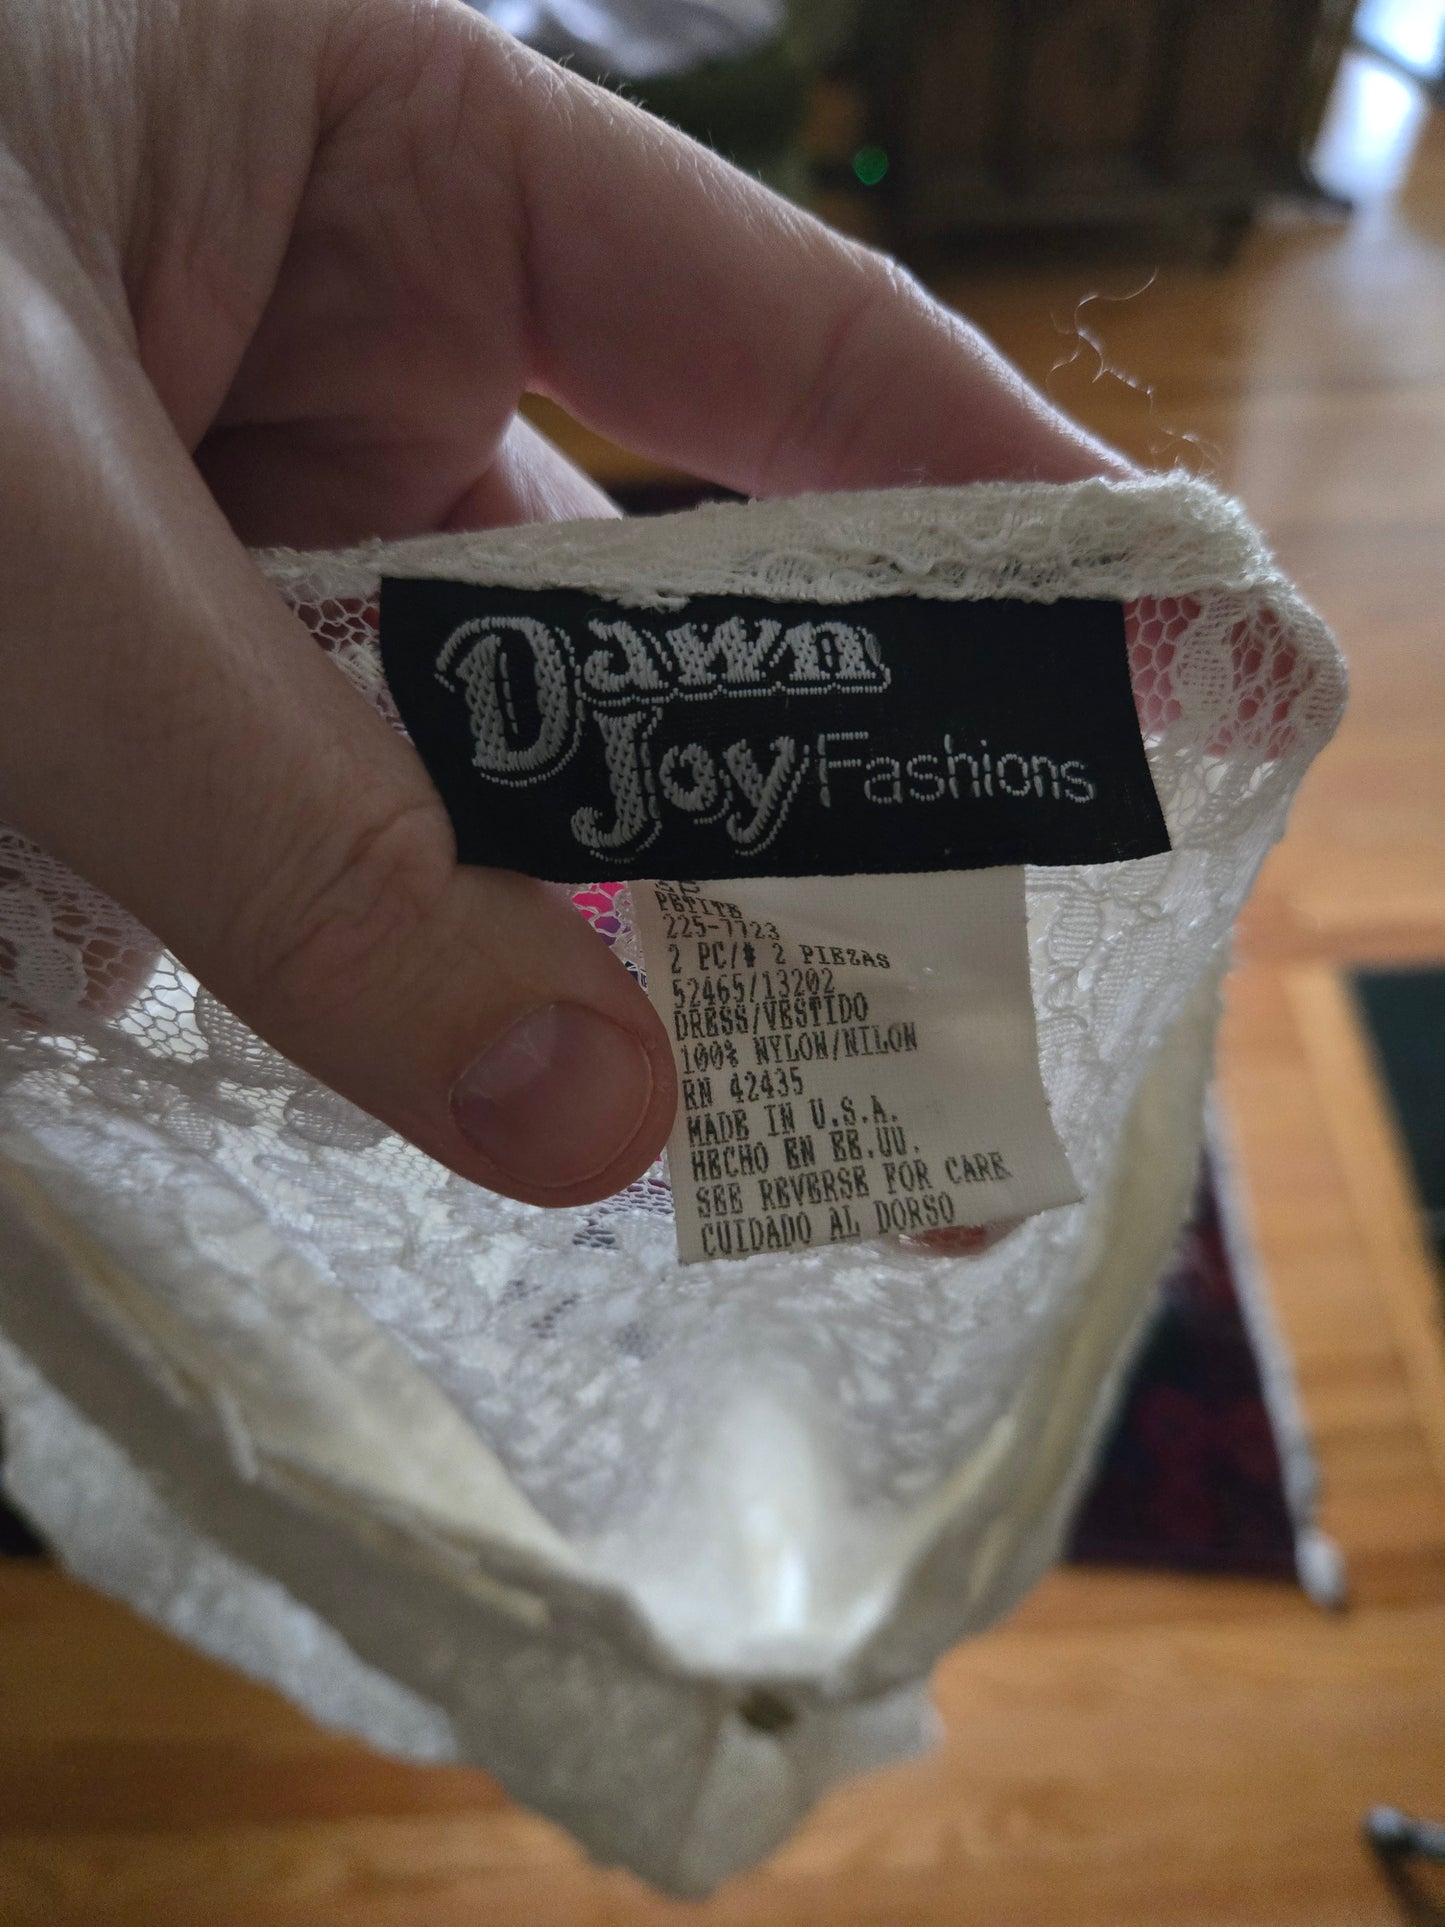 Dawn
Joy Fashions
PETITE
225-7723
2 PC/# 2 PIEZAS
52465/13202
DRESS/VESTIDO
100% NYLON/NILON
RN 42435
MADE IN U.S.A.
HECHO EN EE.UU.
SEE REVERSE FOR CARE
CUIDADO AL DORSO